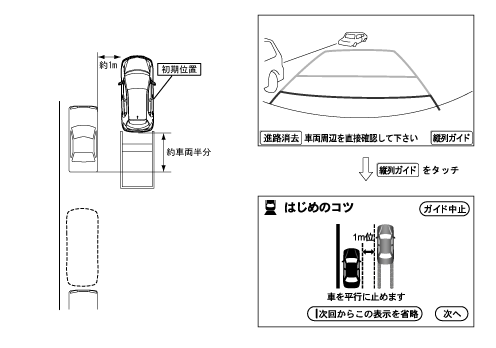 約1m
初期位置
約車両半分
進路消去 車両周辺を直接確認して下さい 縦列ガイド
縦列ガイド をタッチ
はじめのコツ ガイド中止
1m位
車を平行に止めます
次回からこの表示を省略 次へ